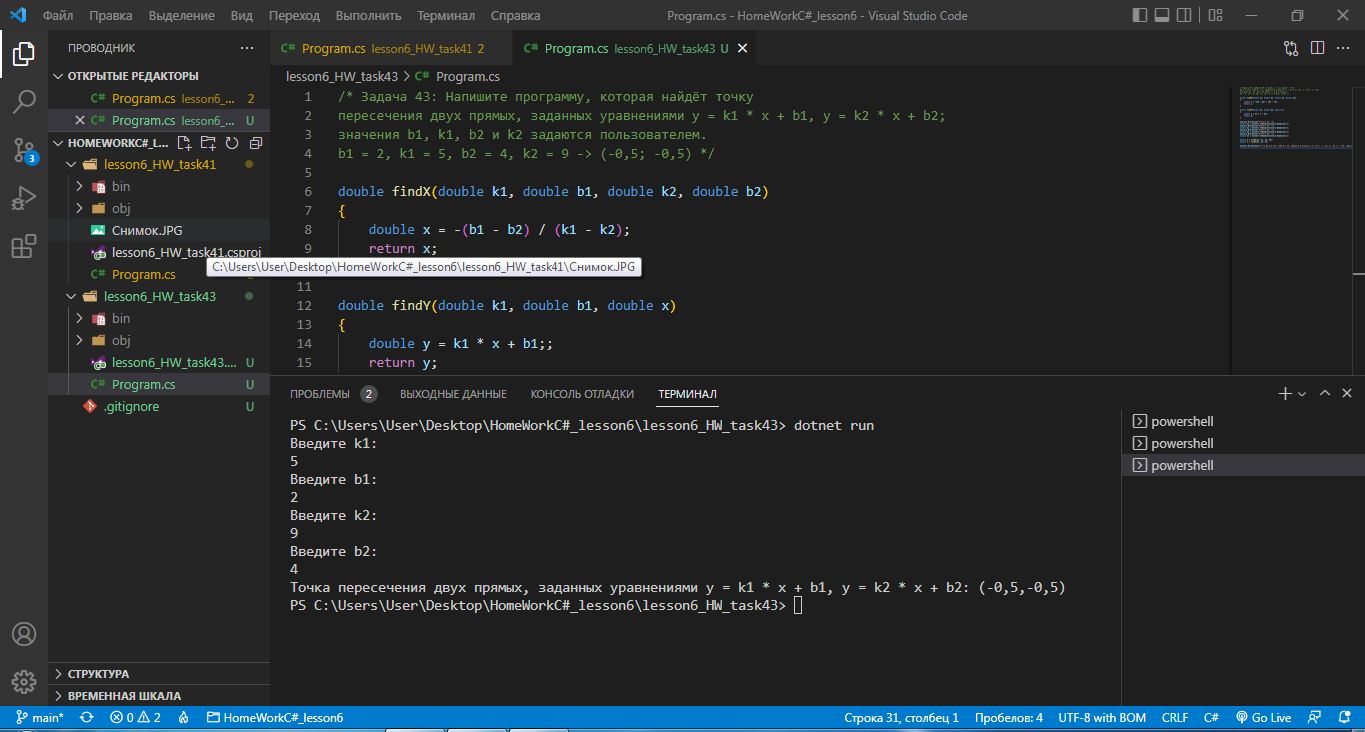 Файл Правка Выделение Вид Переход Выполнить Терминал Справка Program.cs - HomeWorkC#_lesson6 - Visual Studio Code
ПРОВОДНИК ...
ОТКРЫТЫЕ РЕДАКТОРЫ
C# Program.cs lesson6_... 2
C# Program.cs lesson6_... U
HOMEWORKC#_L...
lesson6_HW_task41
bin
obj
Снимок.JPG
lesson6_HW_task41.csproj
C# Program.cs
lesson6_HW_task43
bin
obj
lesson6_HW_task43.... U
C# Program.cs U
.gitignore U
СТРУКТУРА
ВРЕМЕННАЯ ШКАЛА
3
C:\Users\User\Desktop\HomeWorkC#_lesson6\lesson6_HW_task41\Снимок.JPG
C# Program.cs lesson6_HW_task41 2
C# Program.cs lesson6_HW_task43 U
lesson6_HW_task43 > C# Program.cs
1 /* Задача 43: Напишите программу, которая найдёт точку
2 пересечения двух прямых, заданных уравнениями y = k1 * x + b1, y = k2 * x + b2;
3 значения b1, k1, b2 и k2 задаются пользователем.
4 b1 = 2, k1 = 5, b2 = 4, k2 = 9 -> (-0,5; -0,5) */
5
6 double findX(double k1, double b1, double k2, double b2)
7 {
8 double x = -(b1 - b2) / (k1 - k2);
9 return x;
11
12 double findY(double k1, double b1, double x)
13 {
14 double y = k1 * x + b1;;
15 return y;
ПРОБЛЕМЫ 2 ВЫХОДНЫЕ ДАННЫЕ КОНСОЛЬ ОТЛАДКИ ТЕРМИНАЛ
PS C:\Users\User\Desktop\HomeWorkC#_lesson6\lesson6_HW_task43> dotnet run
Введите k1:
5
Введите b1:
2
Введите k2:
9
Введите b2:
4
Точка пересечения двух прямых, заданных уравнениями y = k1 * x + b1, y = k2 * x + b2: (-0,5,-0,5)
PS C:\Users\User\Desktop\HomeWorkC#_lesson6\lesson6_HW_task43>
powershell
powershell
powershell
main* 0 2 HomeWorkC#_lesson6 Строка 31, столбец 1 Пробелов: 4 UTF-8 with BOM CRLF C# Go Live